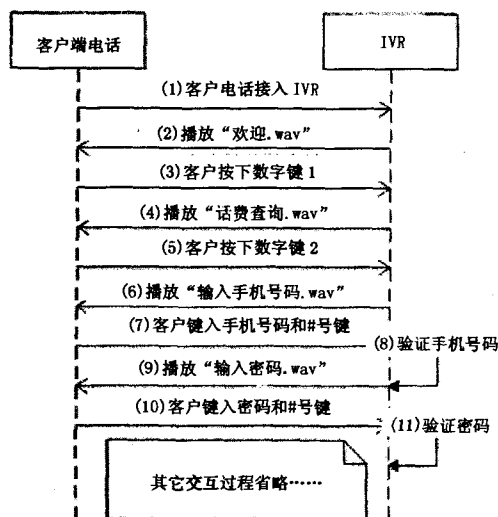 客户端电话
IVR
(1)客户电话接入 IVR
(2)播放“欢迎.wav”
(3)客户按下数字键 1
(4)播放“话费查询.wav”
(5)客户按下数字键 2
(6)播放“输入手机号码.wav”
(7)客户键入手机号码和#号键
(8)验证手机号码
(9)播放“输入密码.wav”
(10)客户键入密码和#号键
(11)验证密码
其它交互过程省略……